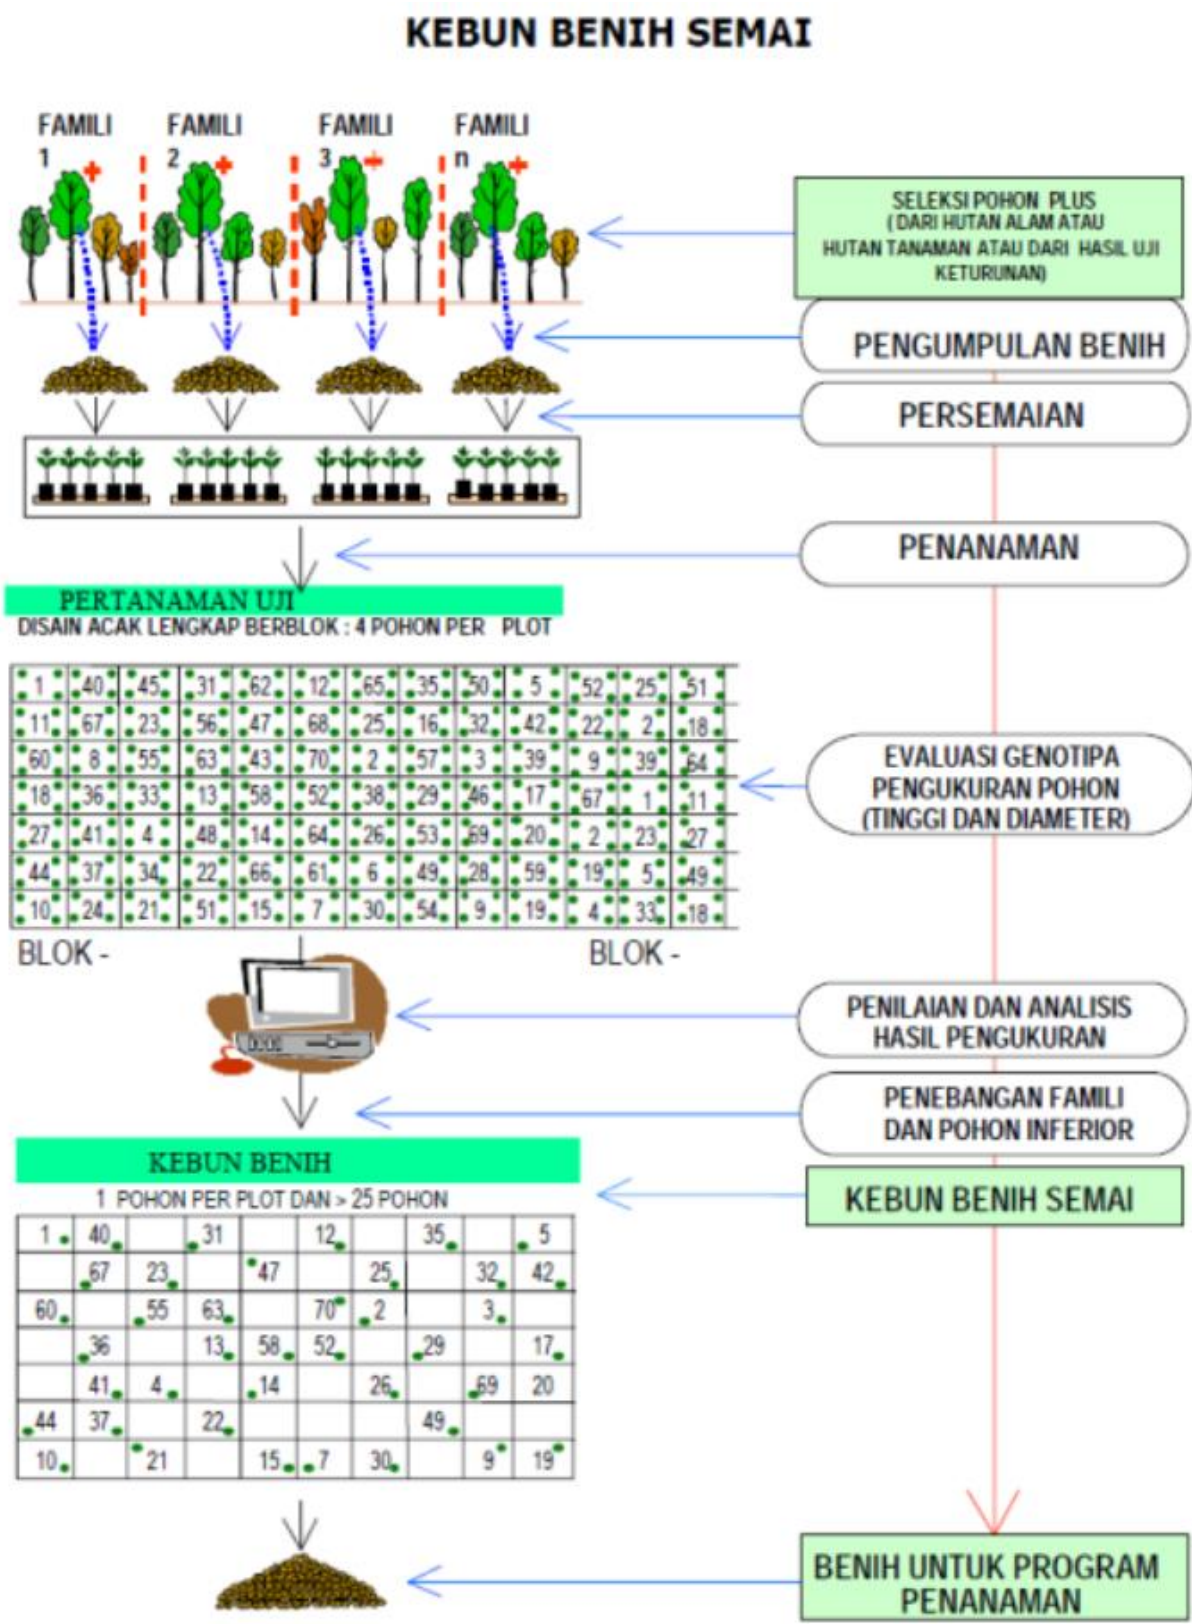 KEBUN BENIH SEMAI
FAMILI FAMILI FAMILI FAMILI
1 2 3 n
SELEKSI POHON PLUS
( DARI HUTAN ALAM ATAU
HUTAN TANAMAN ATAU DARI HASIL UJI
KETURUNAN)
PENGUMPULAN BENIH
PERSEMAIAN
PENANAMAN
PERTANAMAN UJI
DISAIN ACAK LENGKAP BERBLOK : 4 POHON PER PLOT
1 40 45 31 62 12 65 35 50 5 52 25 51
11 67 23 56 47 68 25 16 32 42 22 2 18
60 8 55 63 43 70 2 57 3 39 9 39 64
18 36 33 13 58 52 38 29 46 17 67 1 11
27 41 4 48 14 64 26 53 69 20 2 23 27
44 37 34 22 66 61 6 49 28 59 19 5 49
10 24 21 51 15 7 30 54 9 19 4 33 18
EVALUASI GENOTIPA
PENGUKURAN POHON
(TINGGI DAN DIAMETER)
BLOK - BLOK -
PENILAIAN DAN ANALISIS
HASIL PENGUKURAN
PENEBANGAN FAMILI
DAN POHON INFERIOR
KEBUN BENIH
KEBUN BENIH SEMAI
1 POHON PER PLOT DAN > 25 POHON
1 40 31 12 35 5
67 23 47 25 32 42
60 55 63 70 2 3
36 13 58 52 29 17
41 4 14 26 69 20
44 37 22 49
10 21 15 7 30 9 19
BENIH UNTUK PROGRAM
PENANAMAN